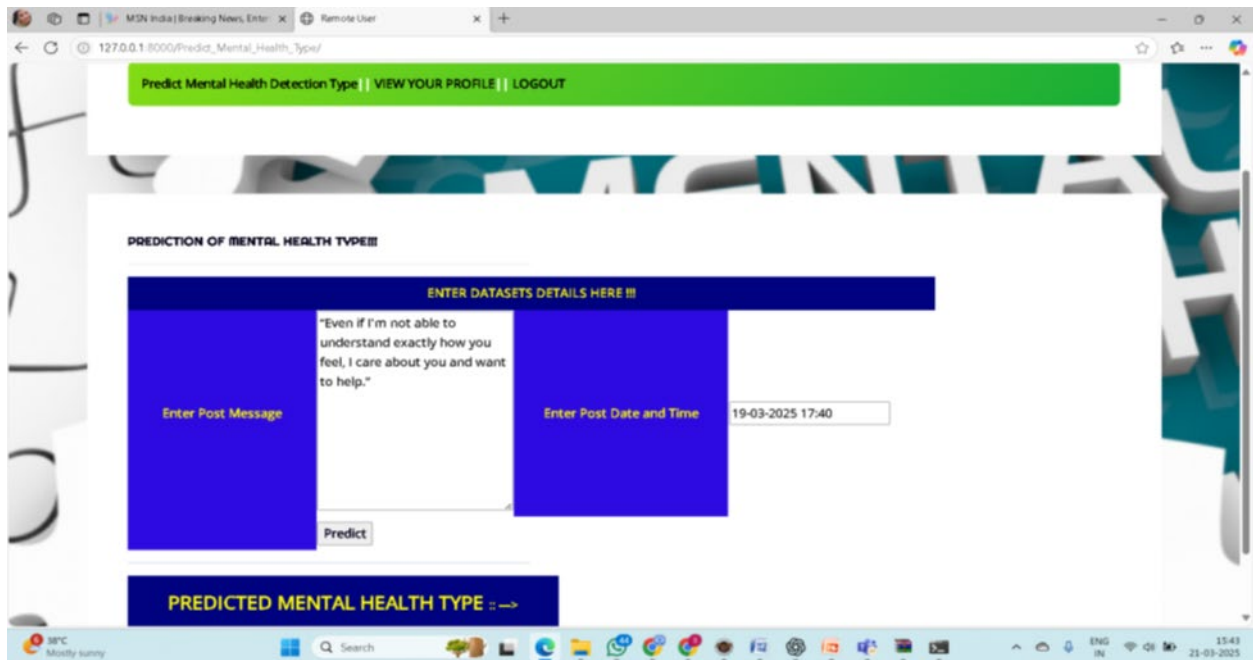 MSN India | Breaking News, Enter
Remote User
127.0.0.1:8000/Predict_Mental_Health_Type/
Predict Mental Health Detection Type || VIEW YOUR PROFILE || LOGOUT
MENTAL
H
PREDICTION OF MENTAL HEALTH TYPE!!!
ENTER DATASETS DETAILS HERE !!!
Enter Post Message
"Even if I'm not able to
understand exactly how you
feel, I care about you and want
to help."
Enter Post Date and Time
19-03-2025 17:40
Predict
PREDICTED MENTAL HEALTH TYPE :: --->
38°C
Mostly sunny
Search
ENG
IN
15:43
21-03-2025